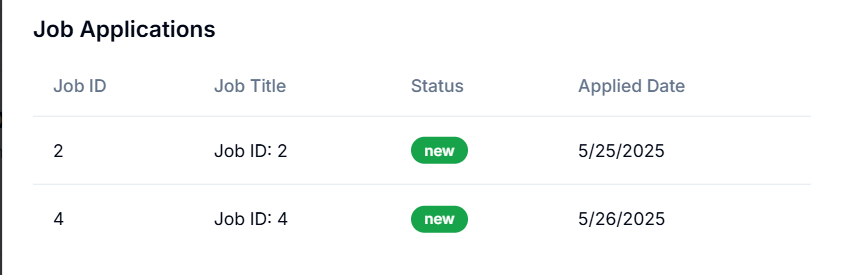 Job Applications
Job ID Job Title Status Applied Date
2 Job ID: 2 new 5/25/2025
4 Job ID: 4 new 5/26/2025